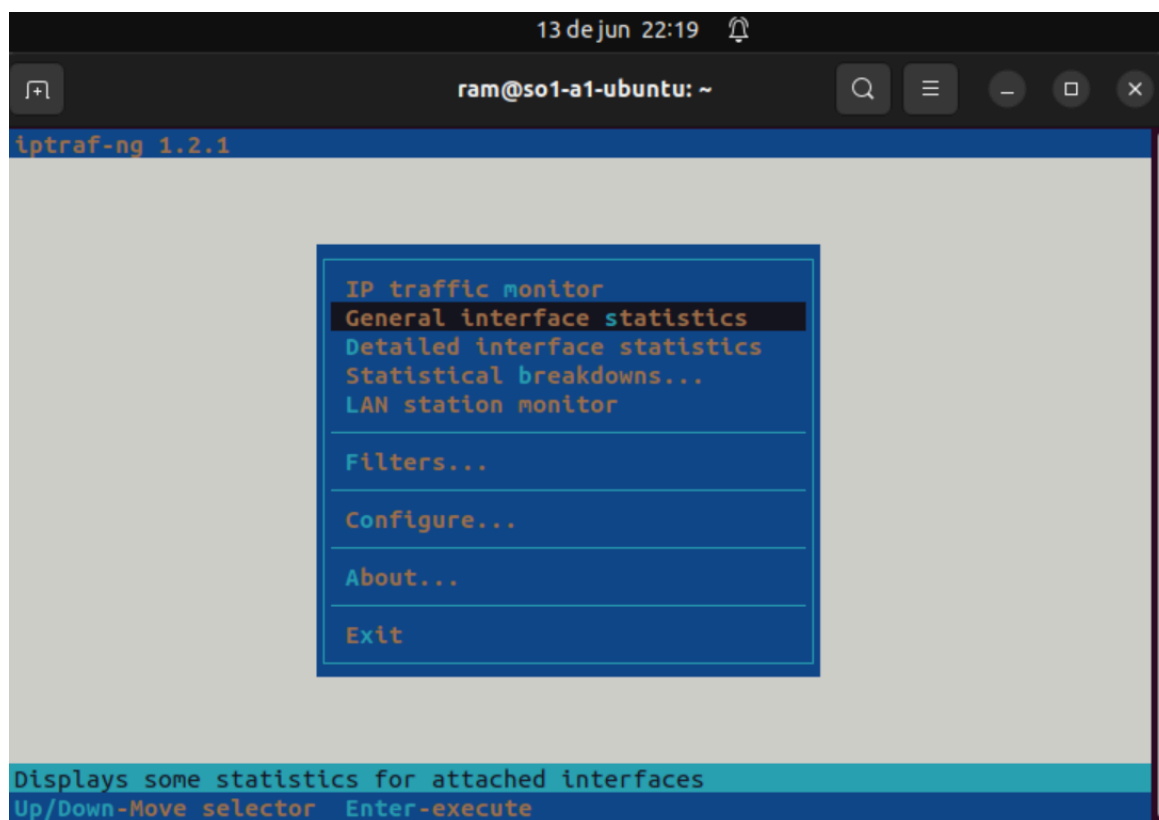 13 de jun 22:19
ram@so1-a1-ubuntu: ~
iptraf-ng 1.2.1
IP traffic monitor
General interface statistics
Detailed interface statistics
Statistical breakdowns...
LAN station monitor
Filters...
Configure...
About...
Exit
Displays some statistics for attached interfaces
Up/Down-Move selector  Enter-execute